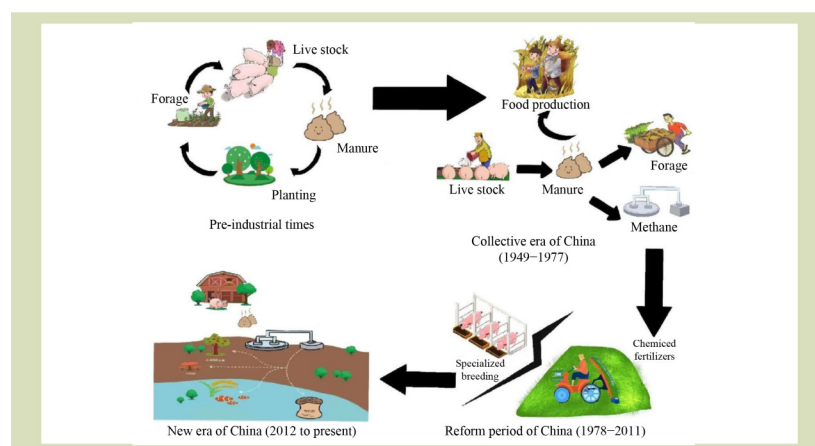 Live stock
Forage
Manure
Planting
Pre-industrial times
Food production
Live stock
Manure
Forage
Methane
Collective era of China
(1949−1977)
Chemiced
fertilizers
Specialized
breeding
New era of China (2012 to present)
Reform period of China (1978−2011)